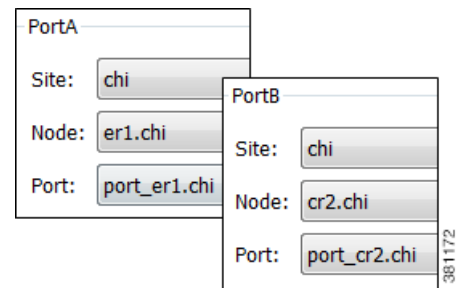 PortA
Site: chi
Node: er1.chi
Port: port_er1.chi
PortB
Site: chi
Node: cr2.chi
Port: port_cr2.chi
381172